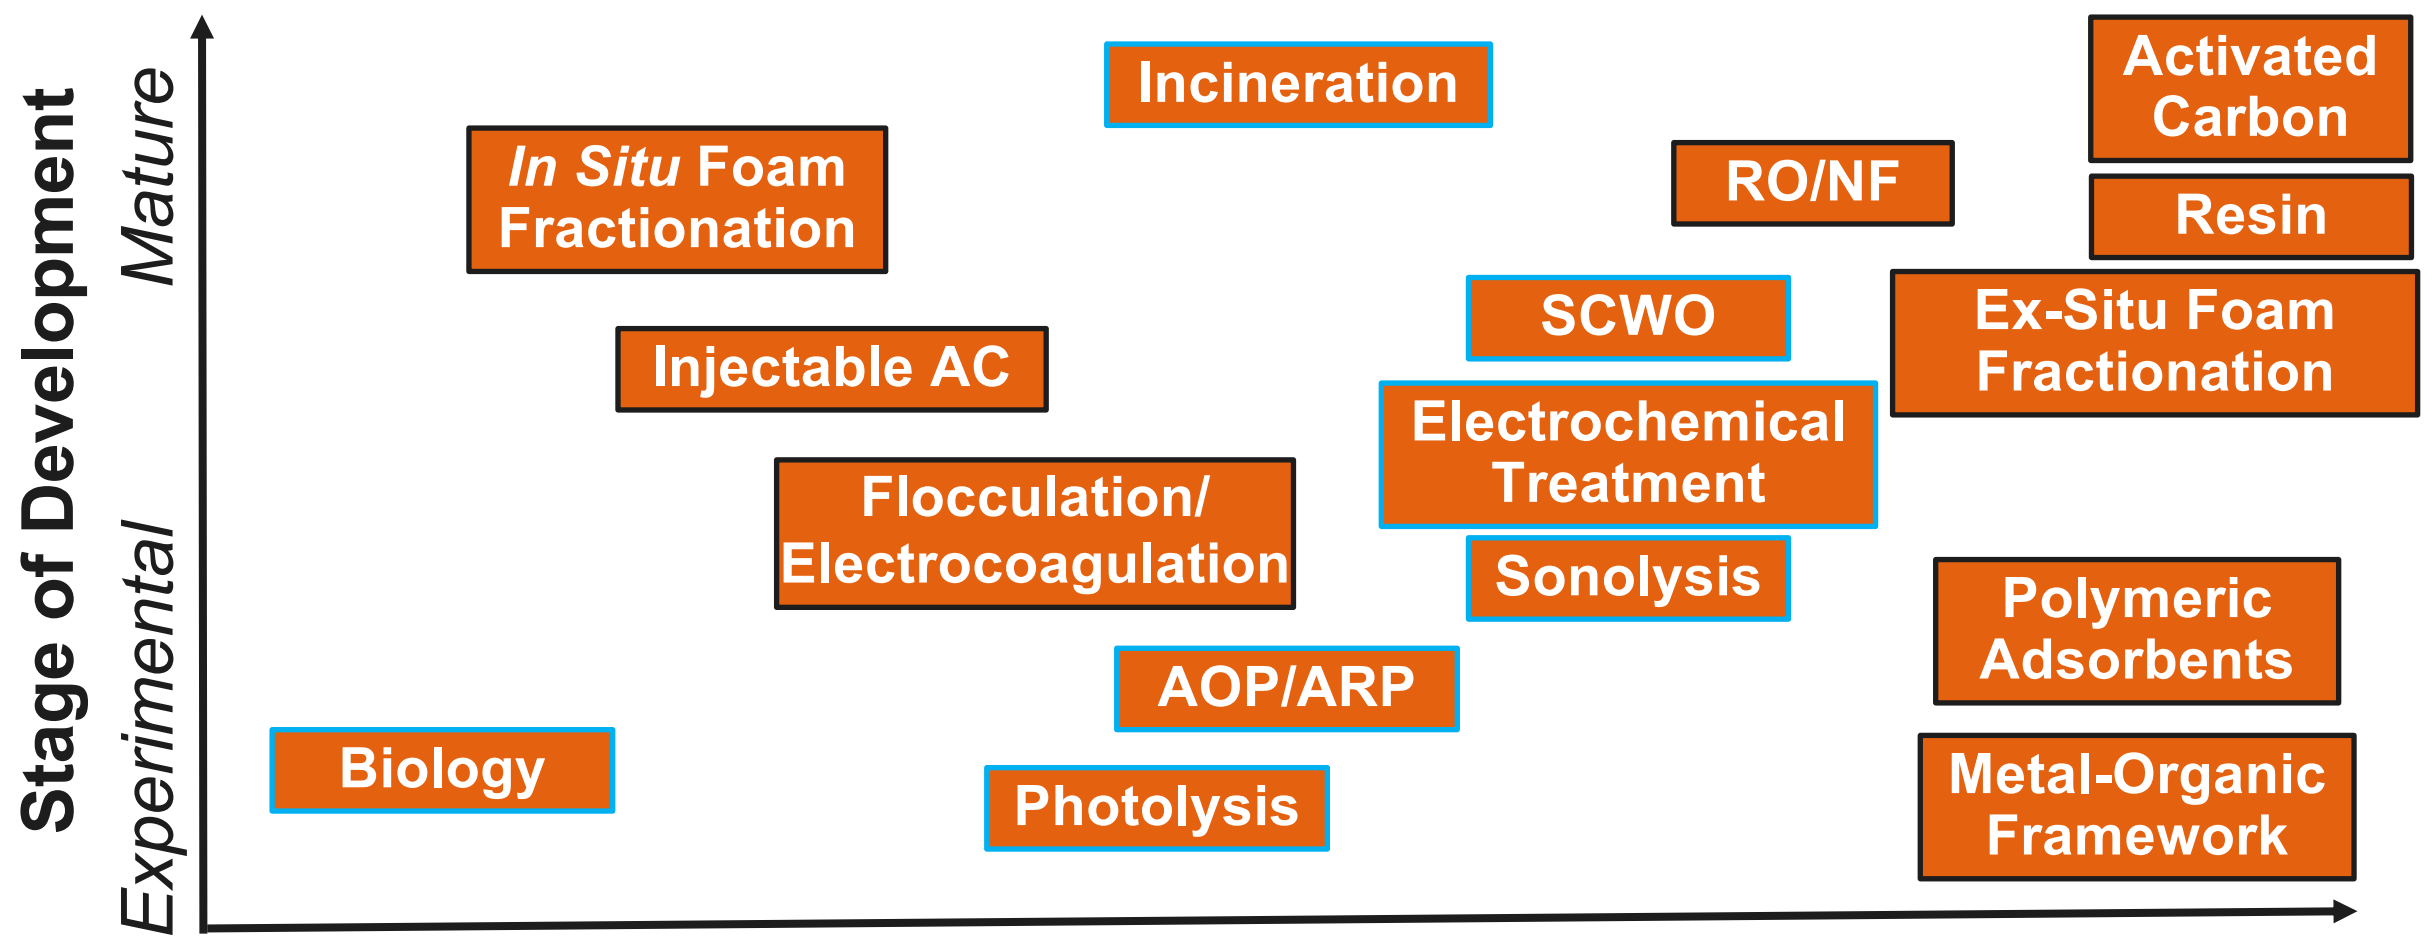 Stage of Development
Mature
Experimental
Incineration
Activated
Carbon
In Situ Foam
Fractionation
RO/NF
Resin
SCWO
Ex-Situ Foam
Fractionation
Injectable AC
Electrochemical
Treatment
Flocculation/
Electrocoagulation
Sonolysis
Polymeric
Adsorbents
AOP/ARP
Biology
Photolysis
Metal-Organic
Framework